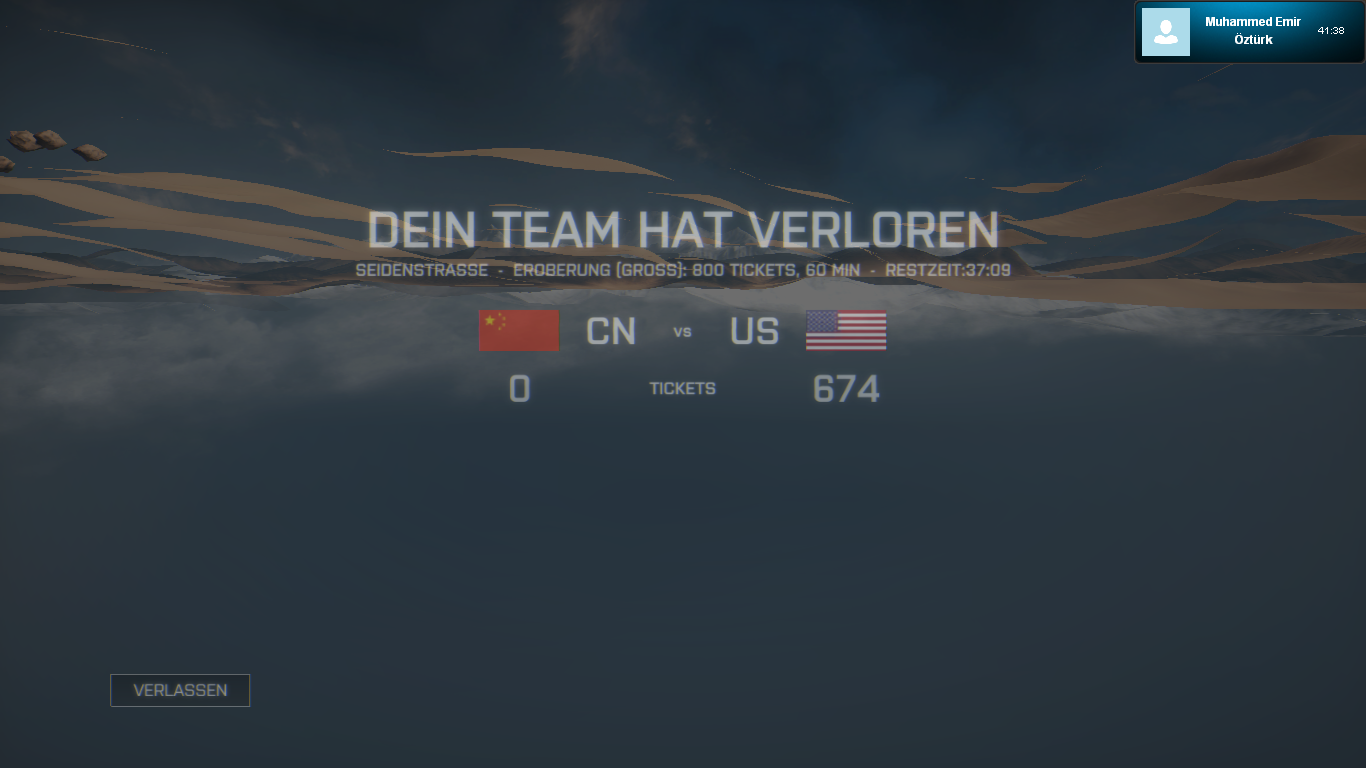 Muhammed Emir
Öztürk
41:38
DEIN TEAM HAT VERLOREN
SEIDENSTRASSE - EROBERUNG (GROSS): 800 TICKETS, 60 MIN - RESTZEIT:37:09
CN vs US
0 TICKETS 674
VERLASSEN